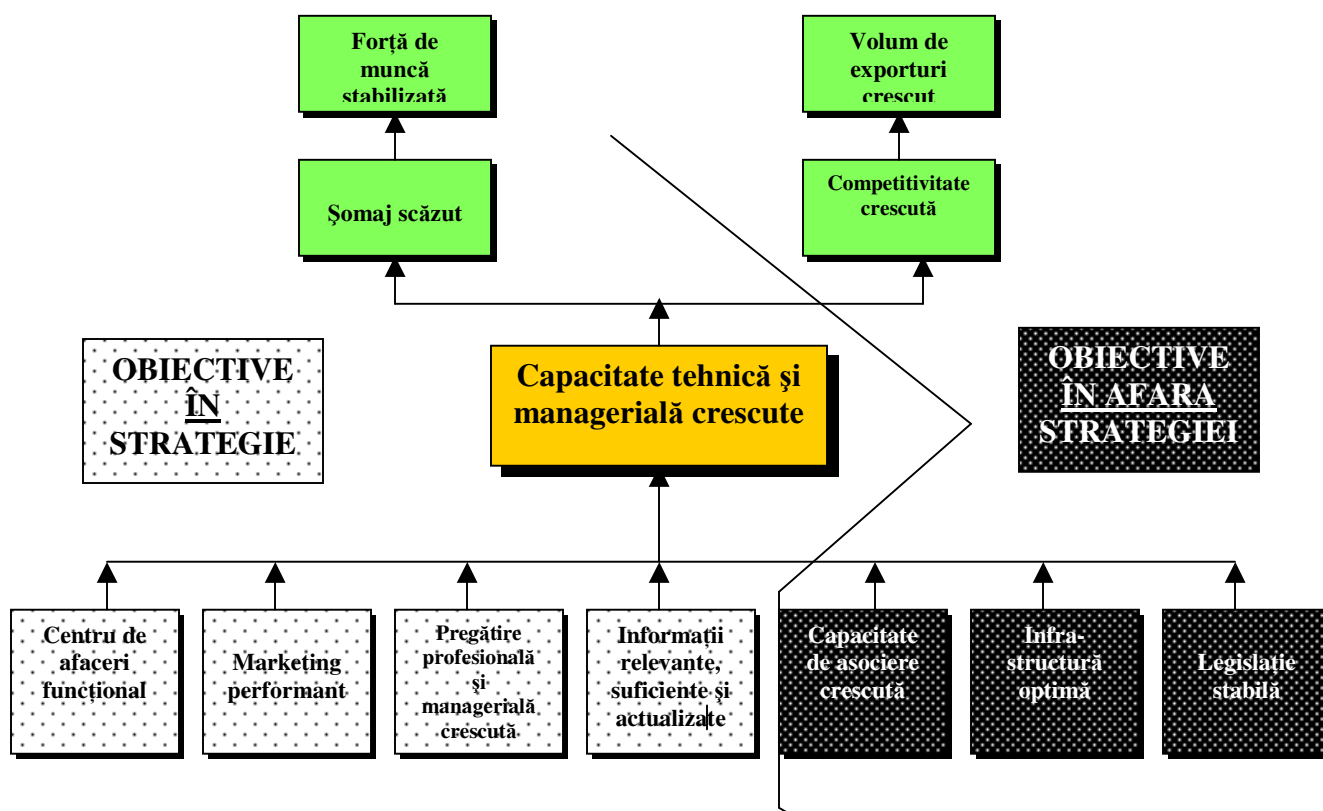 Forță de
muncă
stabilizată
Volum de
exporturi
crescut
Şomaj scăzut
Competitivitate
crescută
OBIECTIVE
ÎN
STRATEGIE
Capacitate tehnică şi
managerială crescute
OBIECTIVE
ÎN AFARA
STRATEGIEI
Centru de
afaceri
funcțional
Marketing
performant
Pregătire
profesională
şi
managerială
crescută
Informații
relevante,
suficiente şi
actualizate
Capacitate
de asociere
crescută
Infra-
structură
optimă
Legislație
stabilă